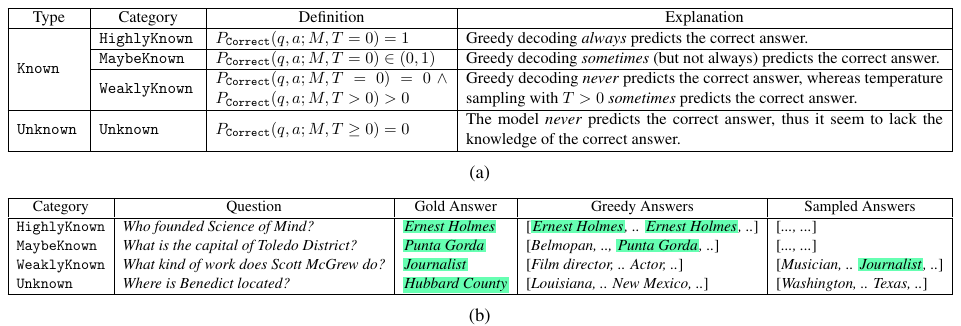 Type Category Definition Explanation
Known HighlyKnown P_Correct(q, a; M, T = 0) = 1 Greedy decoding always predicts the correct answer.
MaybeKnown P_Correct(q, a; M, T = 0) ∈ (0, 1) Greedy decoding sometimes (but not always) predicts the correct answer.
WeaklyKnown P_Correct(q, a; M, T = 0) = 0 ∧ Greedy decoding never predicts the correct answer, whereas temperature
P_Correct(q, a; M, T > 0) > 0 sampling with T > 0 sometimes predicts the correct answer.
Unknown Unknown P_Correct(q, a; M, T ≥ 0) = 0 The model never predicts the correct answer, thus it seem to lack the
knowledge of the correct answer.
(a)
Category Question Gold Answer Greedy Answers Sampled Answers
HighlyKnown Who founded Science of Mind? Ernest Holmes [Ernest Holmes, .. Ernest Holmes, ..] [..., ...]
MaybeKnown What is the capital of Toledo District? Punta Gorda [Belmopan, .., Punta Gorda, ..] [..., ...]
WeaklyKnown What kind of work does Scott McGrew do? Journalist [Film director, .. Actor, ..] [Musician, .. Journalist, ..]
Unknown Where is Benedict located? Hubbard County [Louisiana, .. New Mexico, ..] [Washington, .. Texas, ..]
(b)